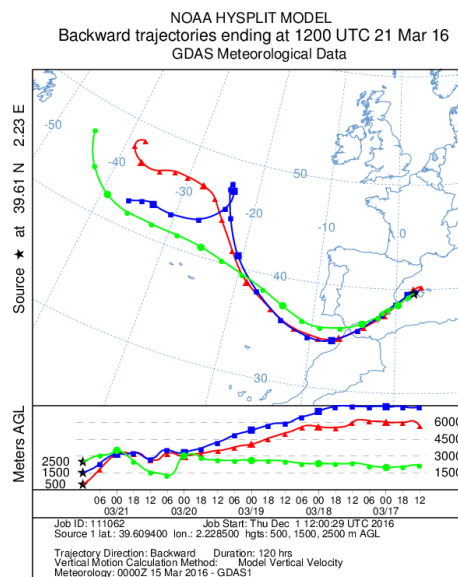 NOAA HYSPLIT MODEL
Backward trajectories ending at 1200 UTC 21 Mar 16
GDAS Meteorological Data
Source ★ at 39.61 N 2.23 E
-50
-40
-30
-20
-10
0
50
40
30
Meters AGL
2500
1500
500
6000
4500
3000
1500
06 00 18 12 06 00 18 12 06 00 18 12 06 00 18 12 06 00 18 12
03/21 03/20 03/19 03/18 03/17
Job ID: 111062 Job Start: Thu Dec 1 12:00:29 UTC 2016
Source 1 lat.: 39.609400 lon.: 2.228500 hgts: 500, 1500, 2500 m AGL
Trajectory Direction: Backward Duration: 120 hrs
Vertical Motion Calculation Method: Model Vertical Velocity
Meteorology: 0000Z 15 Mar 2016 - GDAS1